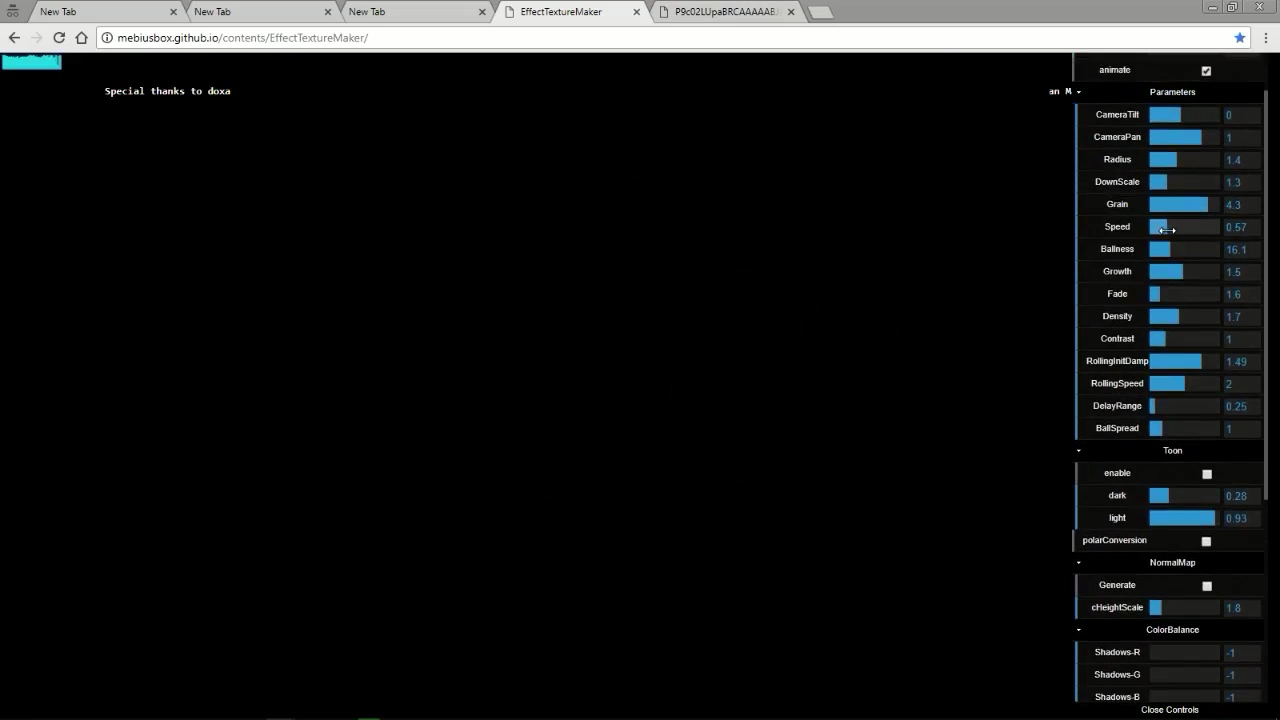 New Tab
New Tab
New Tab
EffectTextureMaker
P9c02LUpaBRCAAAAABJ
mebiusbox.github.io/contents/EffectTextureMaker/
Special thanks to doxa
an M
animate
Parameters
CameraTilt 0
CameraPan 1
Radius 1.4
DownScale 1.3
Grain 4.3
Speed 0.57
Ballness 16.1
Growth 1.5
Fade 1.6
Density 1.7
Contrast 1
RollingInitDamp 1.49
RollingSpeed 2
DelayRange 0.25
BallSpread 1
Toon
enable
dark 0.28
light 0.93
polarConversion
NormalMap
Generate
cHeightScale 1.8
ColorBalance
Shadows-R -1
Shadows-G -1
Shadows-B -1
Close Controls